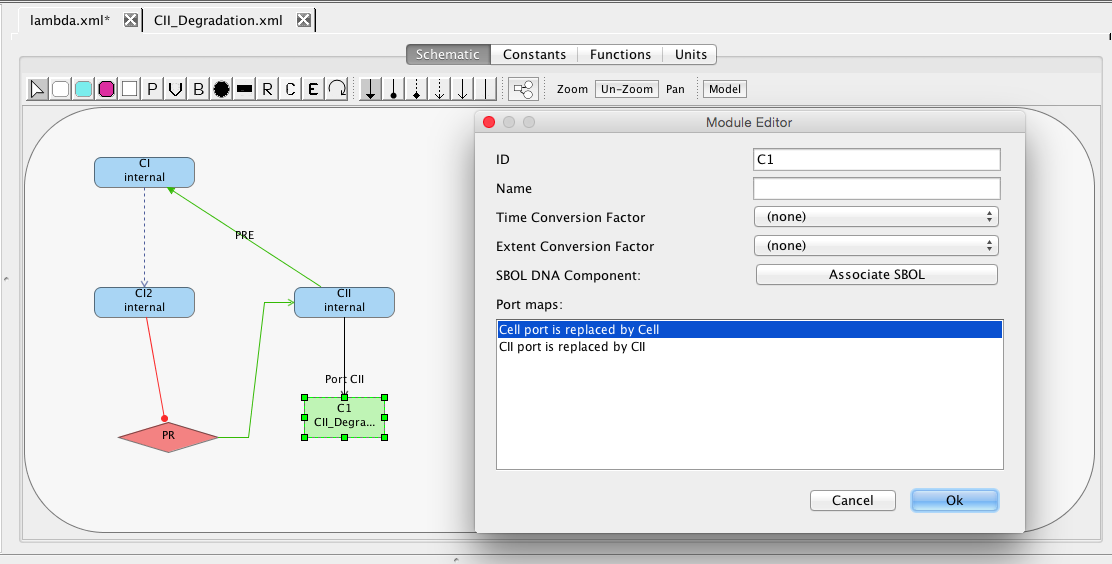 lambda.xml* CII_Degradation.xml
Schematic Constants Functions Units
P V B R C E Zoom Un-Zoom Pan Model
Module Editor
CI
internal
PRE
CI2
internal
CII
internal
Port CII
C1
CII_Degra...
PR
ID C1
Name
Time Conversion Factor (none)
Extent Conversion Factor (none)
SBOL DNA Component: Associate SBOL
Port maps:
Cell port is replaced by Cell
CII port is replaced by CII
Cancel Ok